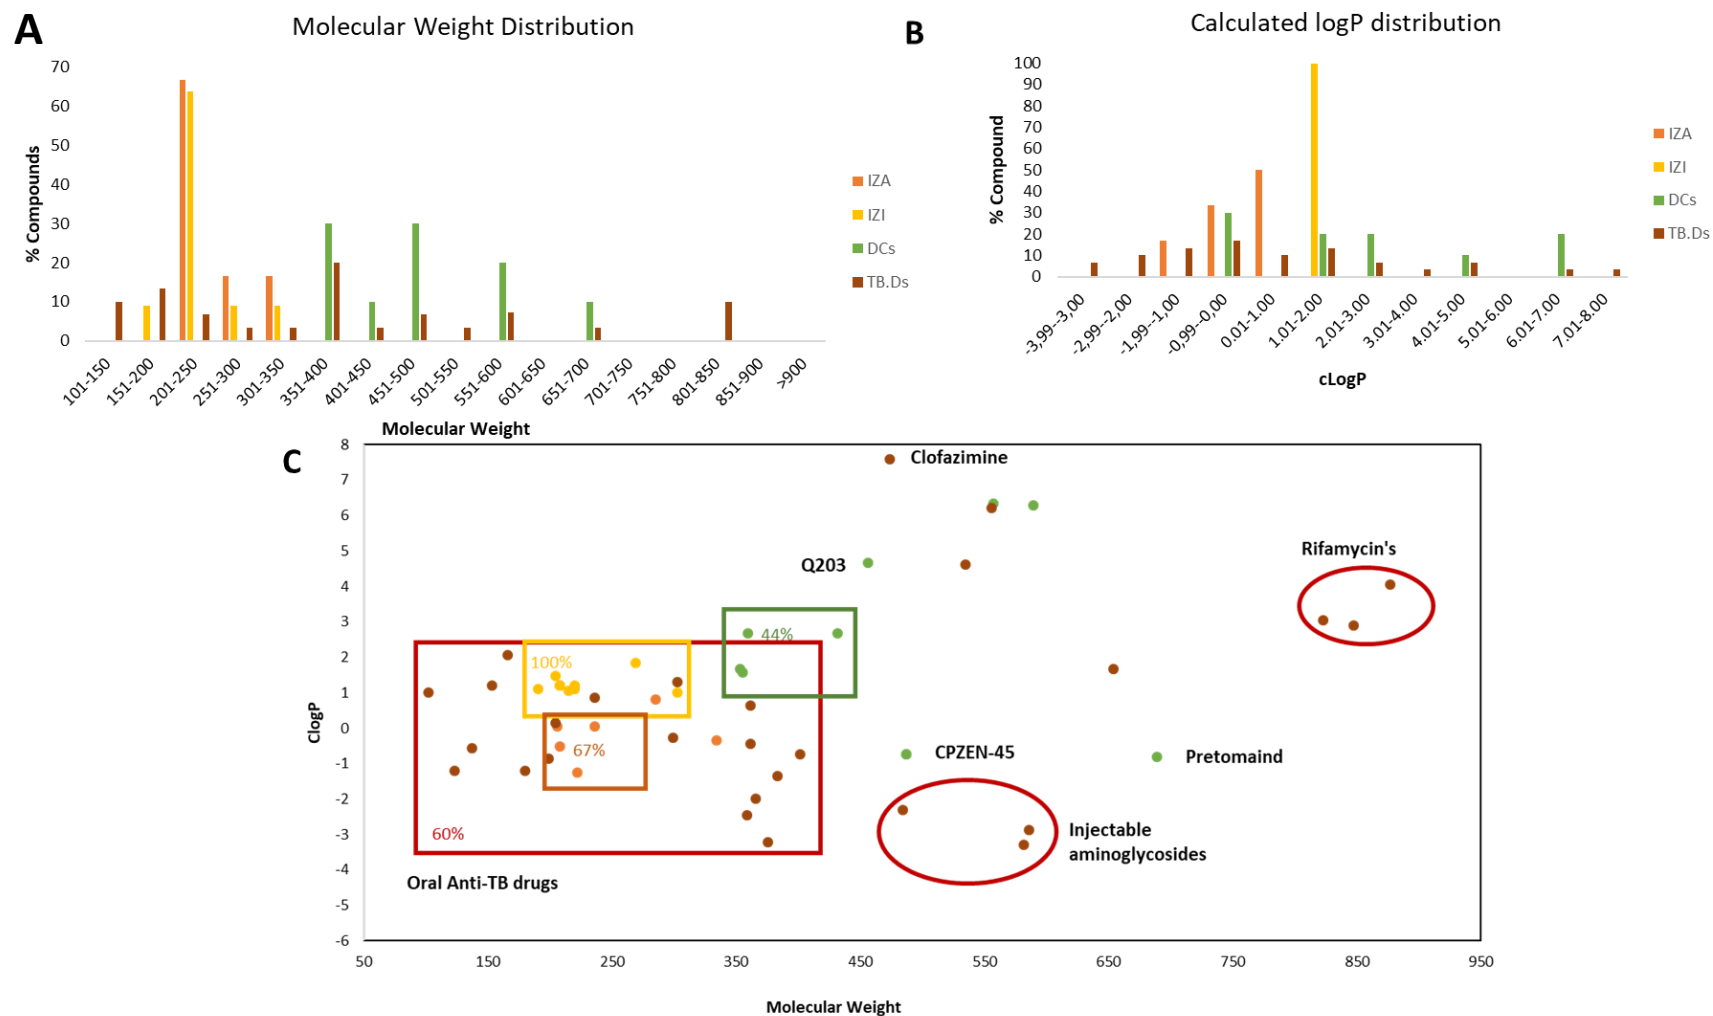 A
Molecular Weight Distribution
% Compounds
70
60
50
40
30
20
10
0
101-150
151-200
201-250
251-300
301-350
351-400
401-450
451-500
501-550
551-600
601-650
651-700
701-750
751-800
801-850
851-900
>900
Molecular Weight
IZA
IZI
DCs
TB.Ds
B
Calculated logP distribution
% Compound
100
90
80
70
60
50
40
30
20
10
0
-3,99--3,00
-2,99--2,00
-1,99--1,00
-0,99--0,00
0.01-1.00
1,01-2.00
2.01-3.00
3.01-4.00
4.01-5.00
5.01-6.00
6.01-7.00
7.01-8.00
cLogP
IZA
IZI
DCs
TB.Ds
C
ClogP
8
7
6
5
4
3
2
1
0
-1
-2
-3
-4
-5
-6
Clofazimine
Q203
Rifamycin's
44%
100%
67%
60%
CPZEN-45
Pretomaind
Injectable
aminoglycosides
Oral Anti-TB drugs
50
150
250
350
450
550
650
750
850
950
Molecular Weight